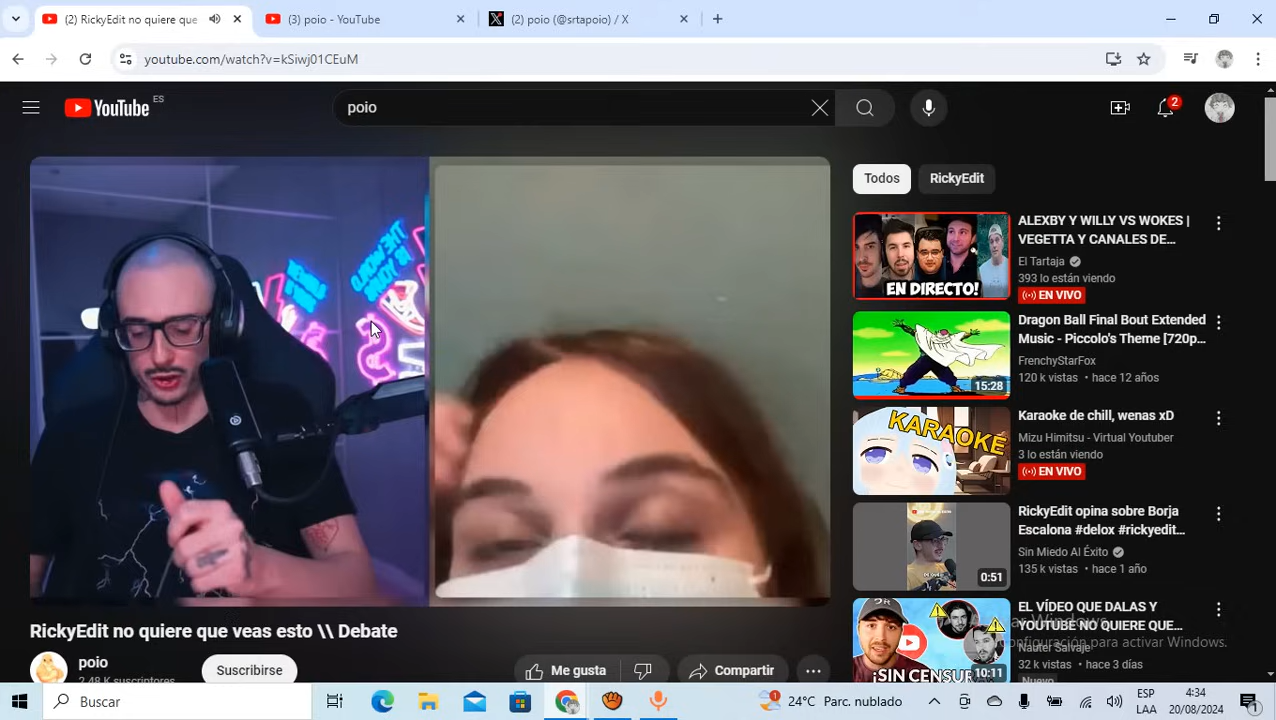 (2) RickyEdit no quiere que
(3) poio - YouTube
(2) poio (@srtapoio) / X
youtube.com/watch?v=kSiwj01CEuM
YouTube ES
poio
2
Todos
RickyEdit
ALEXBY Y WILLY VS WOKES |
VEGETTA Y CANALES DE...
El Tartaja
393 lo están viendo
EN VIVO
EN DIRECTO!
Dragon Ball Final Bout Extended
Music - Piccolo's Theme [720p...
FrenchyStarFox
120 k vistas • hace 12 años
15:28
Karaoke de chill, wenas xD
Mizu Himitsu - Virtual Youtuber
3 lo están viendo
EN VIVO
KARAOKE
RickyEdit opina sobre Borja
Escalona #delox #rickyedit...
Sin Miedo Al Éxito
135 k vistas • hace 1 año
0:51
EL VÍDEO QUE DALAS Y
YOUTUBE NO QUIERE QUE...
Nauter Salvaje
32 k vistas • hace 3 días
Nuevo
¡SIN CENSURA
10:11
RickyEdit no quiere que veas esto \\ Debate
poio
2.48 K suscriptores
Suscribirse
Me gusta
Compartir
Buscar
24°C Parc. nublado
ESP
LAA
4:34
20/08/2024
1